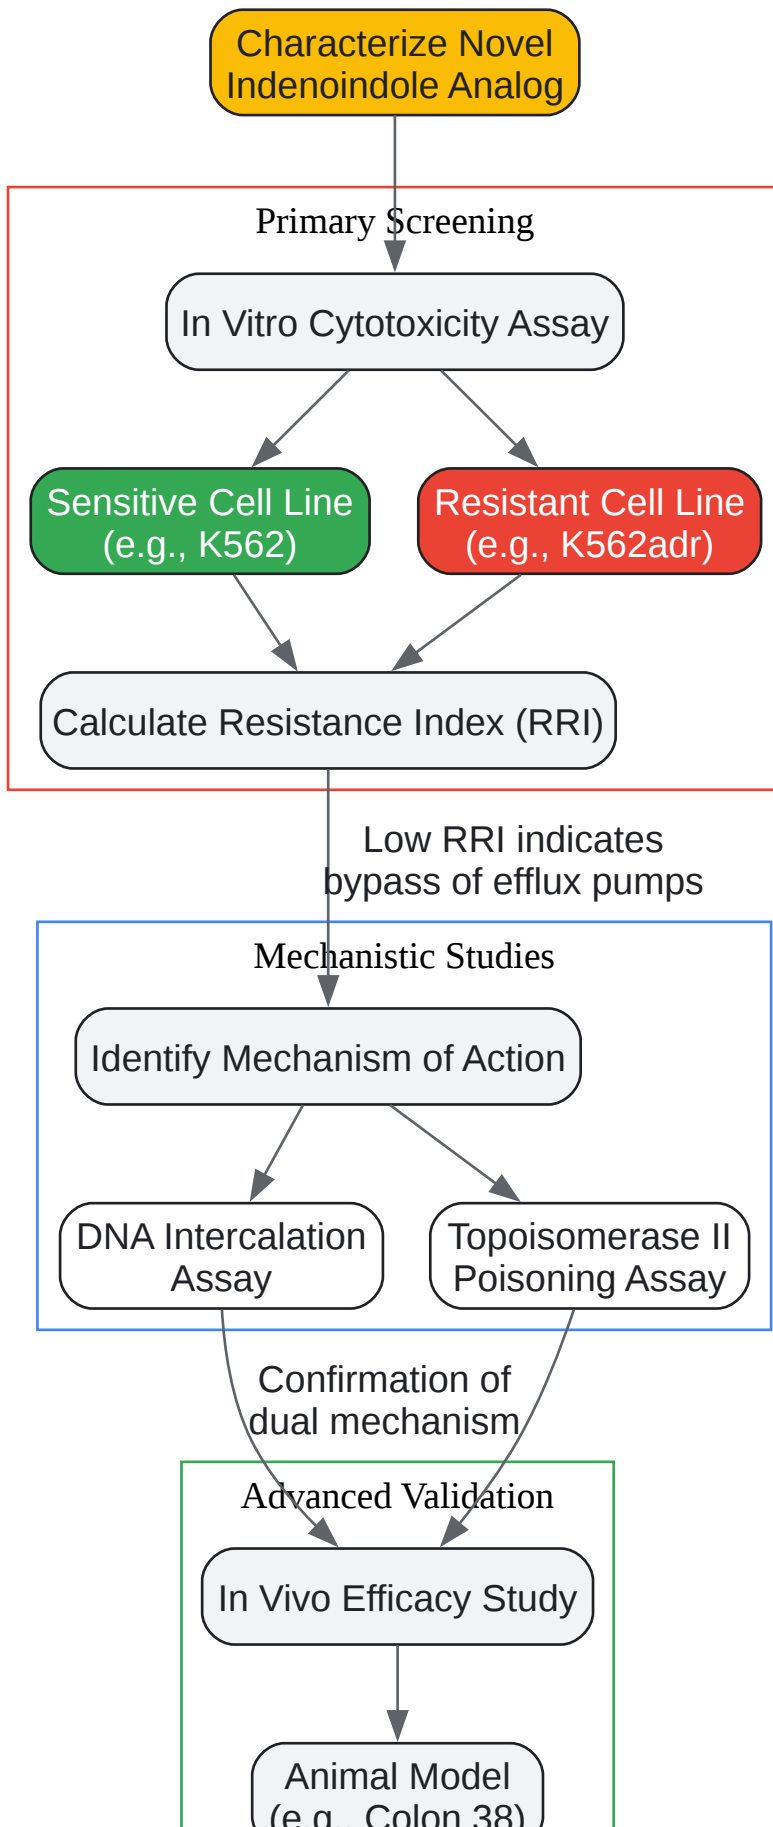 Characterize Novel
Indenoindole Analog
Primary Screening
In Vitro Cytotoxicity Assay
Sensitive Cell Line
(e.g., K562)
Resistant Cell Line
(e.g., K562adr)
Calculate Resistance Index (RRI)
Low RRI indicates
bypass of efflux pumps
Mechanistic Studies
Identify Mechanism of Action
DNA Intercalation
Assay
Topoisomerase II
Poisoning Assay
Confirmation of
dual mechanism
Advanced Validation
In Vivo Efficacy Study
Animal Model
(e.g., Colon 38)